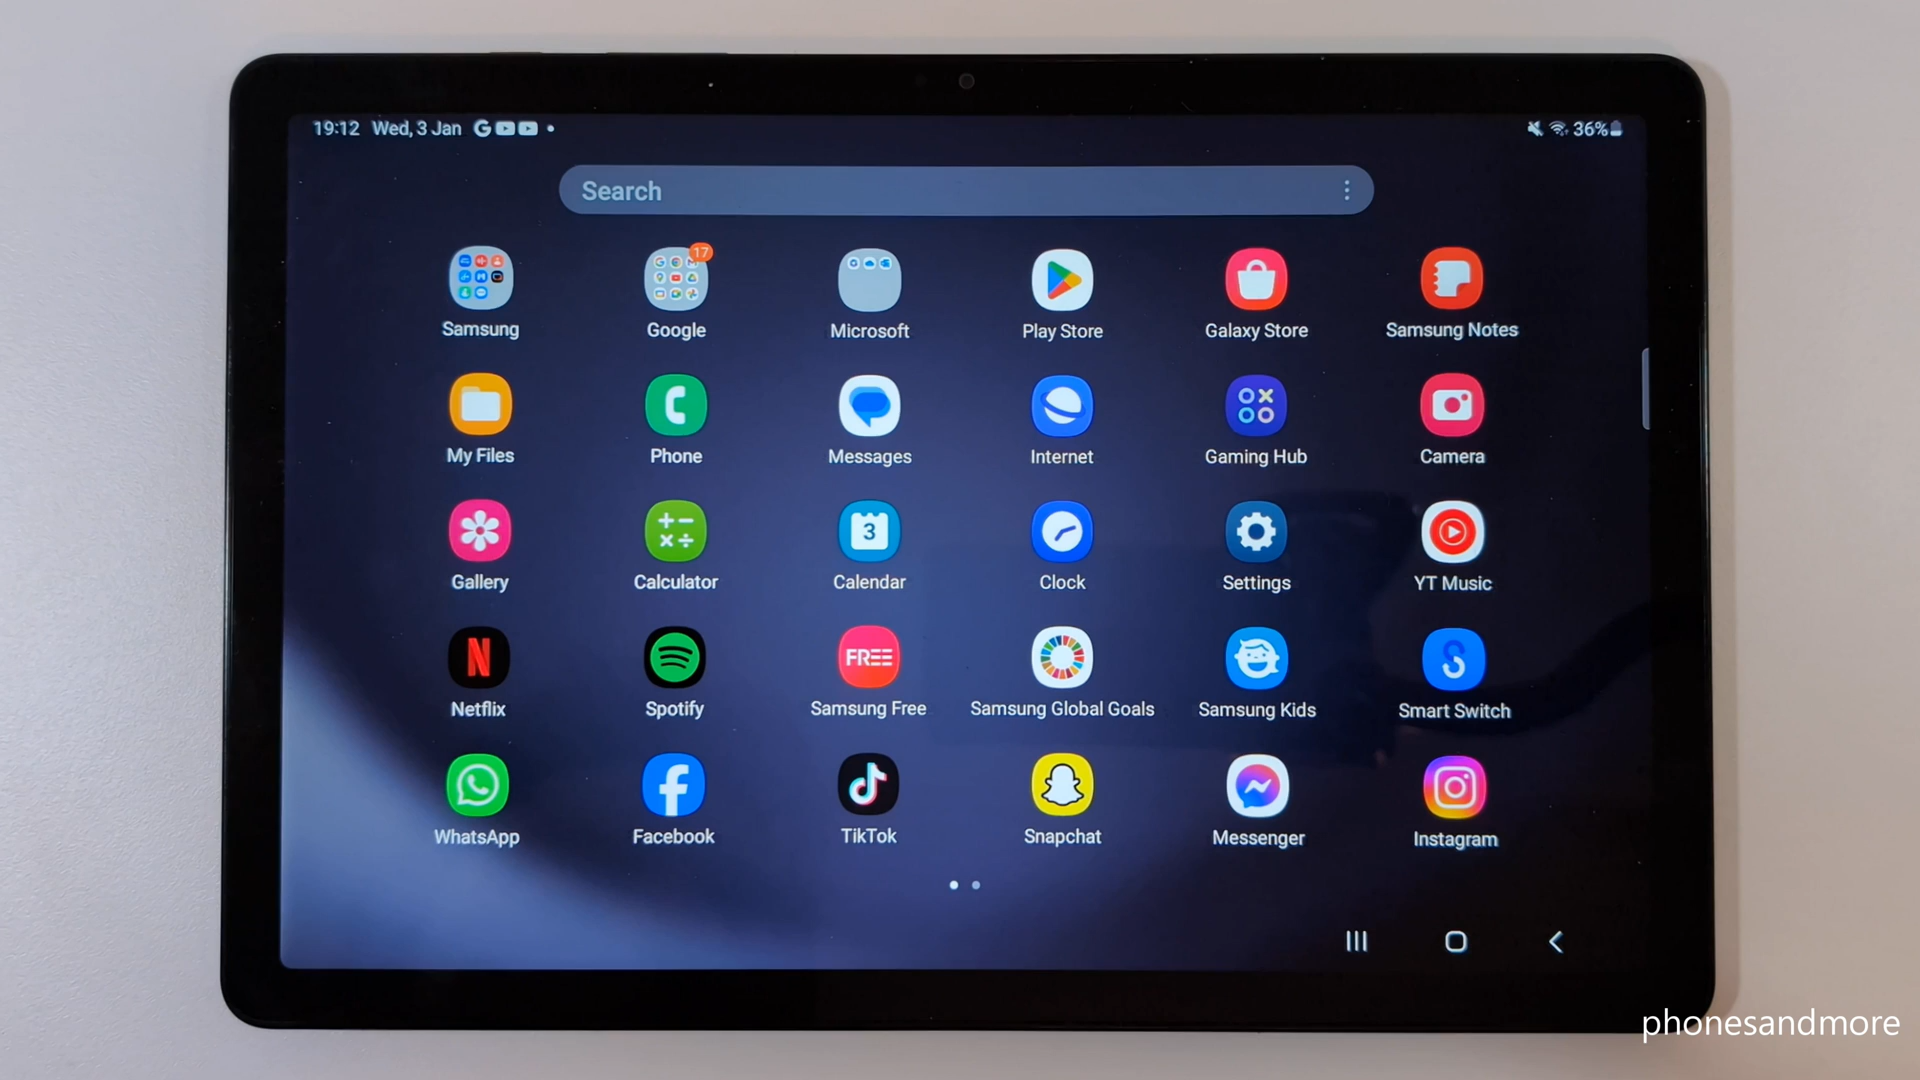 19:12 Wed, 3 Jan G 36%
Search
17
Samsung Google Microsoft Play Store Galaxy Store Samsung Notes
My Files Phone Messages Internet Gaming Hub Camera
3
Gallery Calculator Calendar Clock Settings YT Music
N FREE
Netflix Spotify Samsung Free Samsung Global Goals Samsung Kids Smart Switch
WhatsApp Facebook TikTok Snapchat Messenger Instagram
phonesandmore